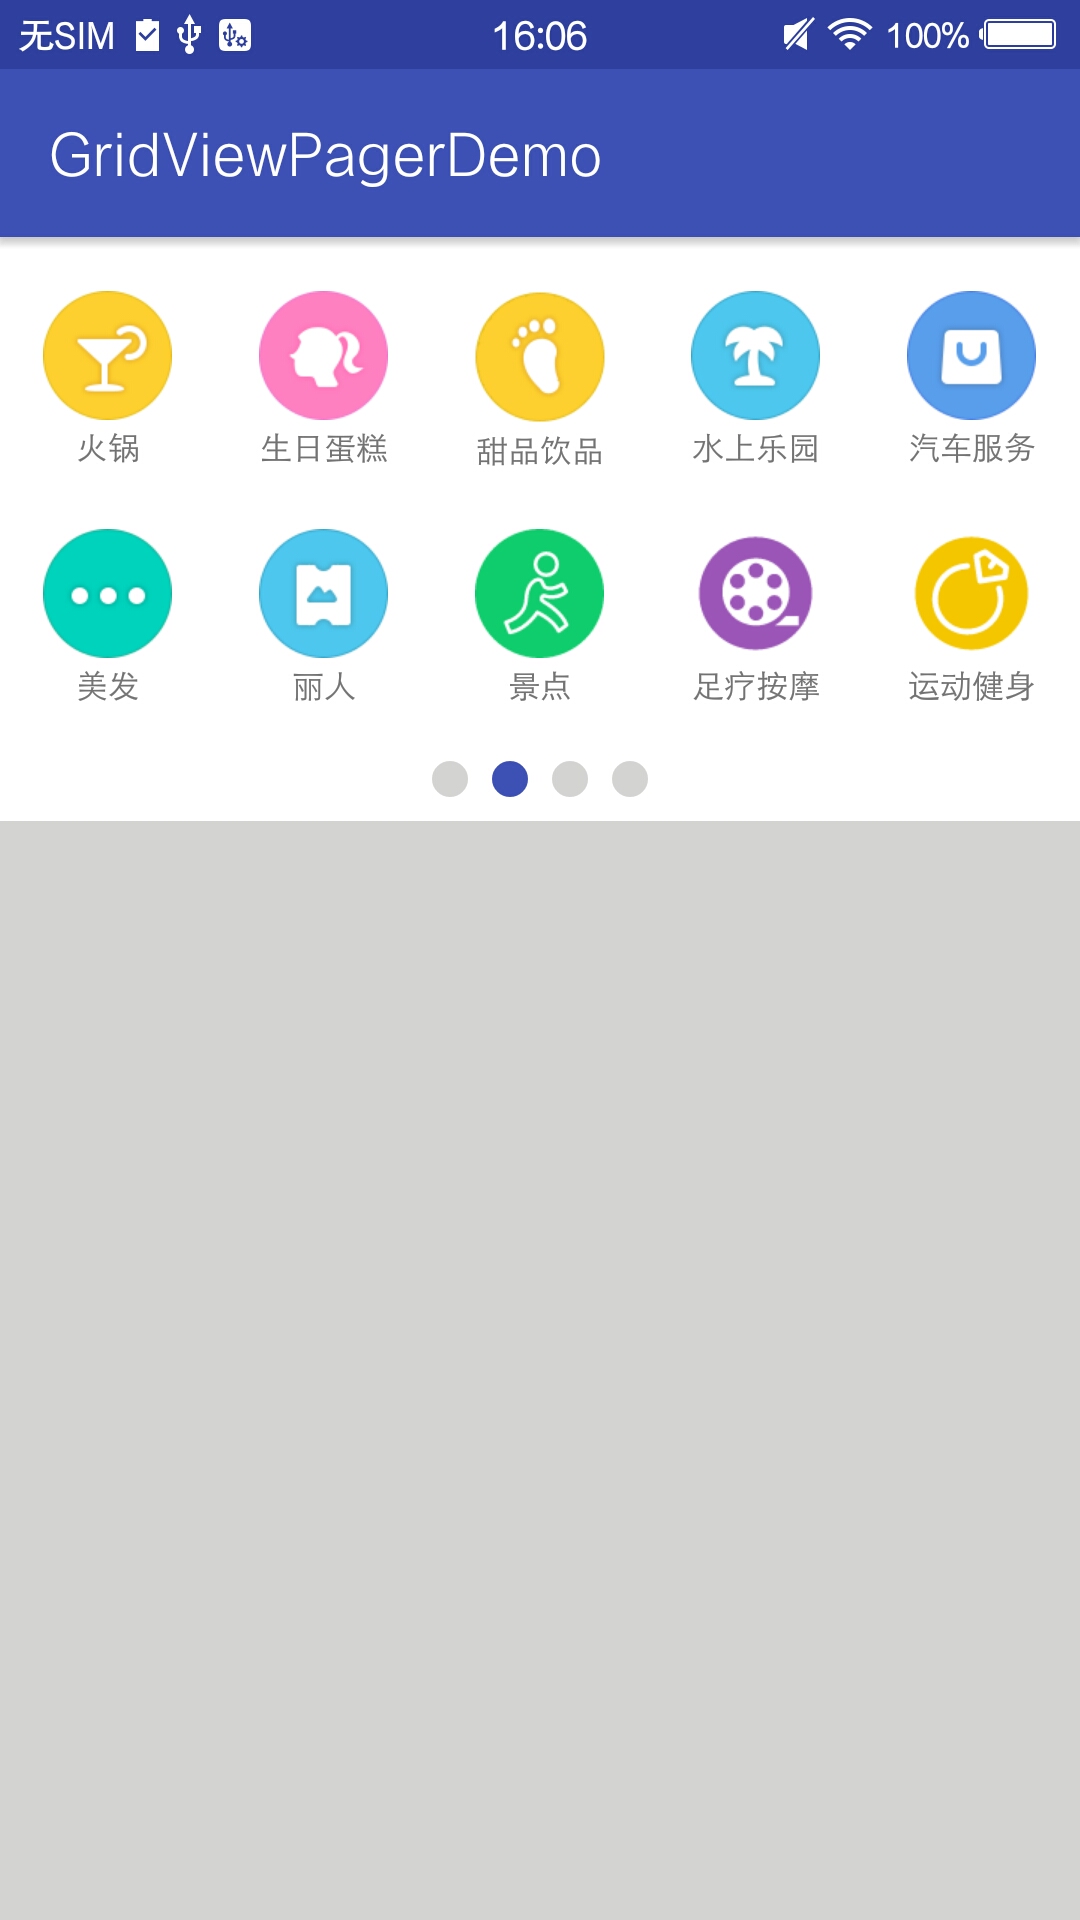 无SIM 16:06 100%
GridViewPagerDemo
火锅 生日蛋糕 甜品饮品 水上乐园 汽车服务
美发 丽人 景点 足疗按摩 运动健身